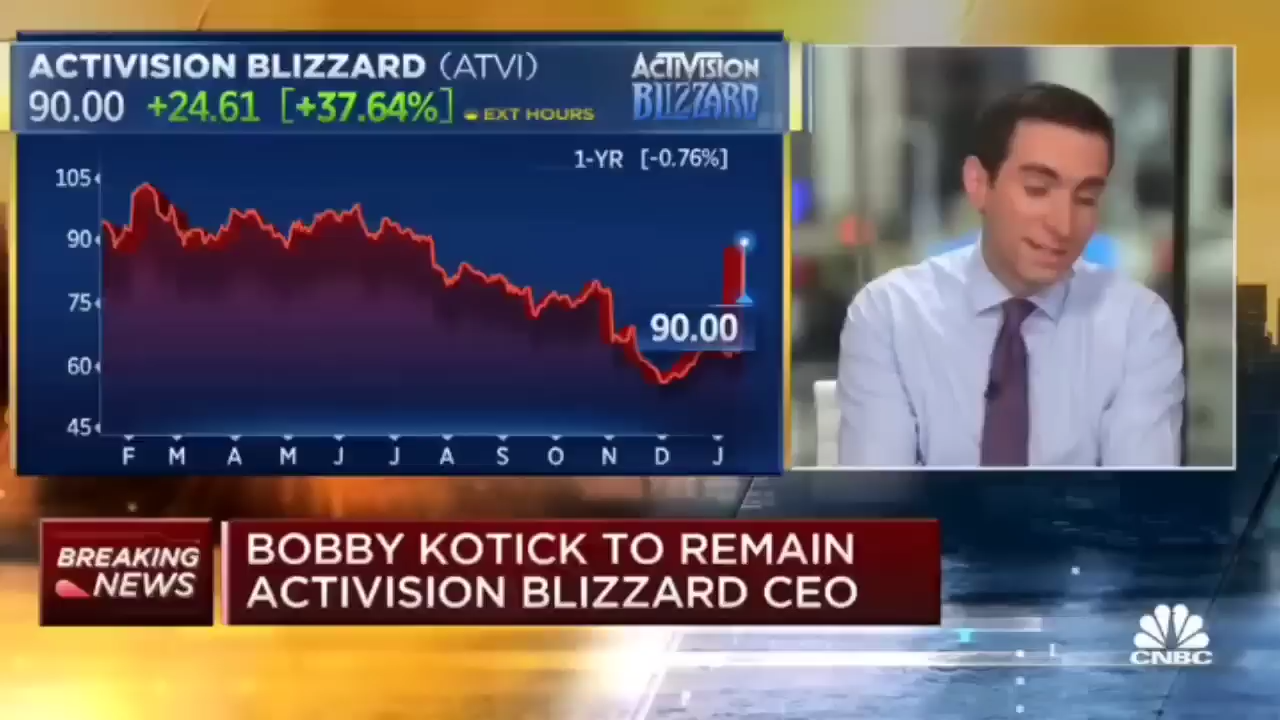 ACTIVISION BLIZZARD (ATVI)
90.00 +24.61 [+37.64%] EXT HOURS
ACTIVISION
BLIZZARD
1-YR [-0.76%]
105
90
75
60
45
90.00
F M A M J J A S O N D J
BREAKING
NEWS
BOBBY KOTICK TO REMAIN
ACTIVISION BLIZZARD CEO
CNBC